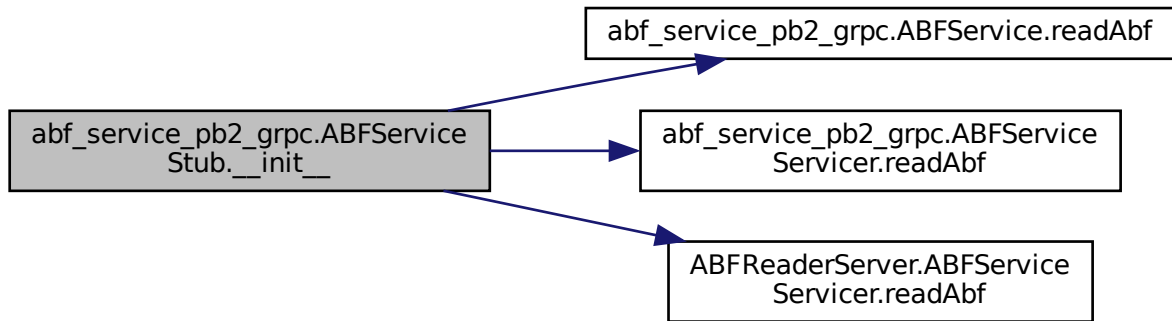 abf_service_pb2_grpc.ABFService.readAbf
abf_service_pb2_grpc.ABFService
Stub.__init__
abf_service_pb2_grpc.ABFService
Servicer.readAbf
ABFReaderServer.ABFService
Servicer.readAbf